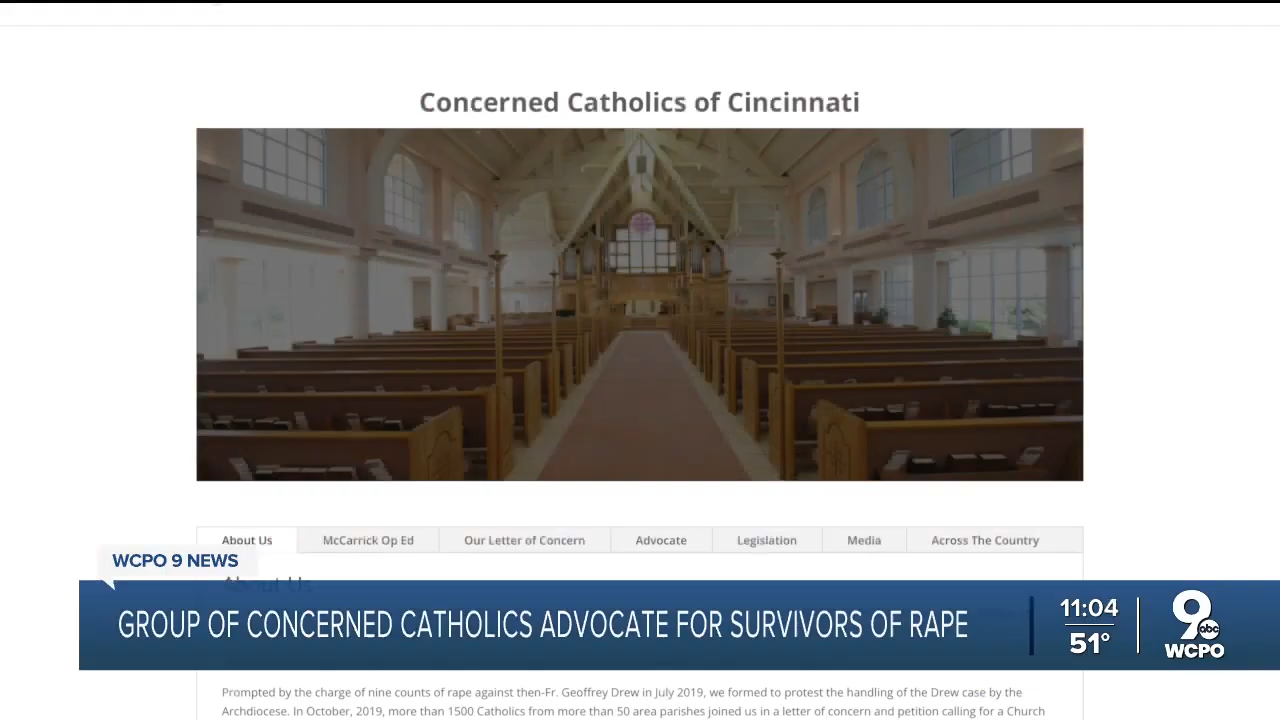 Concerned Catholics of Cincinnati
About Us McCarrick Op Ed Our Letter of Concern Advocate Legislation Media Across The Country
WCPO 9 NEWS
About Us
GROUP OF CONCERNED CATHOLICS ADVOCATE FOR SURVIVORS OF RAPE
11:04
51°
9
abc
WCPO
Prompted by the charge of nine counts of rape against then-Fr. Geoffrey Drew in July 2019, we formed to protest the handling of the Drew case by the
Archdiocese. In October, 2019, more than 1500 Catholics from more than 50 area parishes joined us in a letter of concern and petition calling for a Church